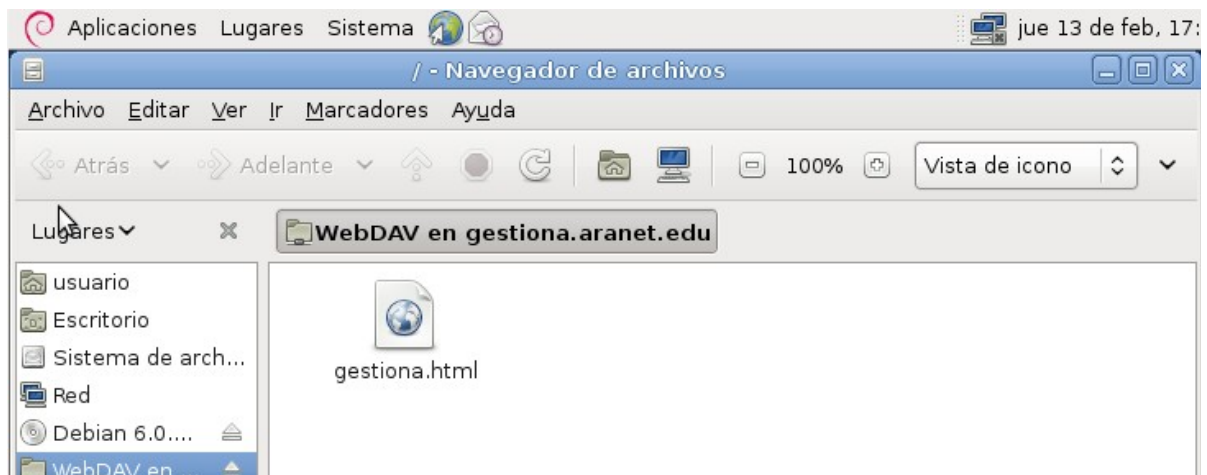 Aplicaciones Lugares Sistema jue 13 de feb, 17:
/ - Navegador de archivos
Archivo Editar Ver Ir Marcadores Ayuda
Atrás Adelante 100% Vista de icono
Lugares WebDAV en gestiona.aranet.edu
usuario
Escritorio
Sistema de arch...
gestiona.html
Red
Debian 6.0....
WebDAV en